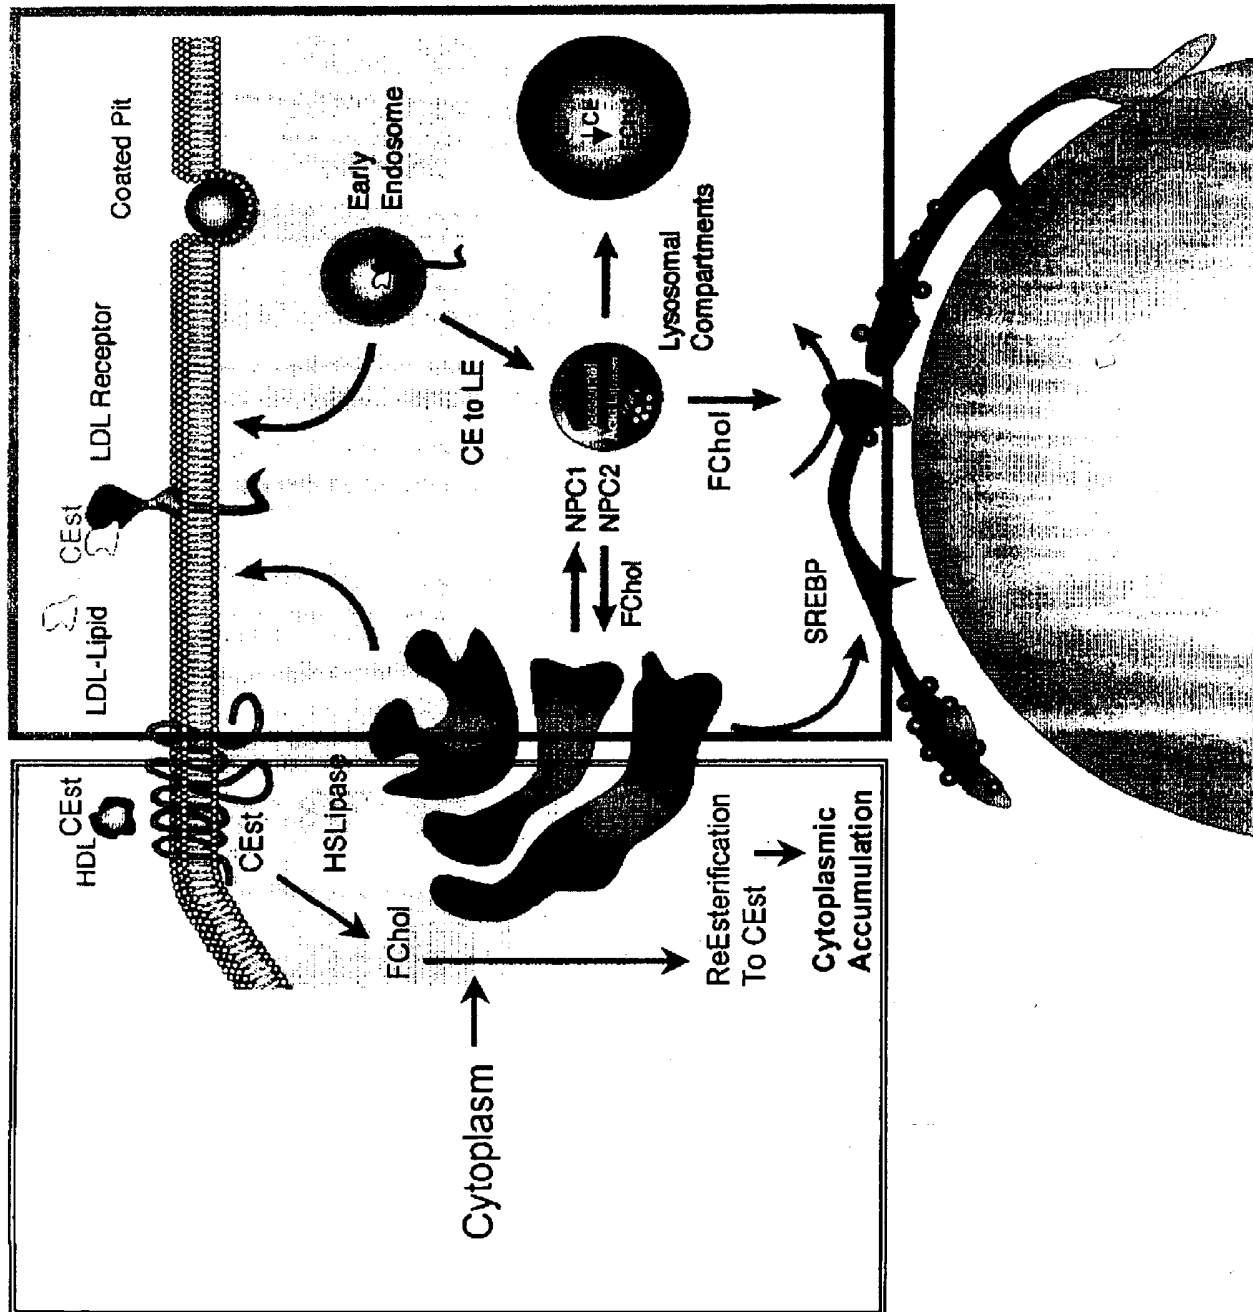 HDL CEst
LDL-Lipid
CEst
LDL Receptor
Coated Pit
CEst
HSLipase
FChol
Cytoplasm
Early
Endosome
CE to LE
NPC1
NPC2
FChol
Lysosomal
Compartments
CE
FChol
ReEsterification
To CEst
Cytoplasmic
Accumulation
SREBP